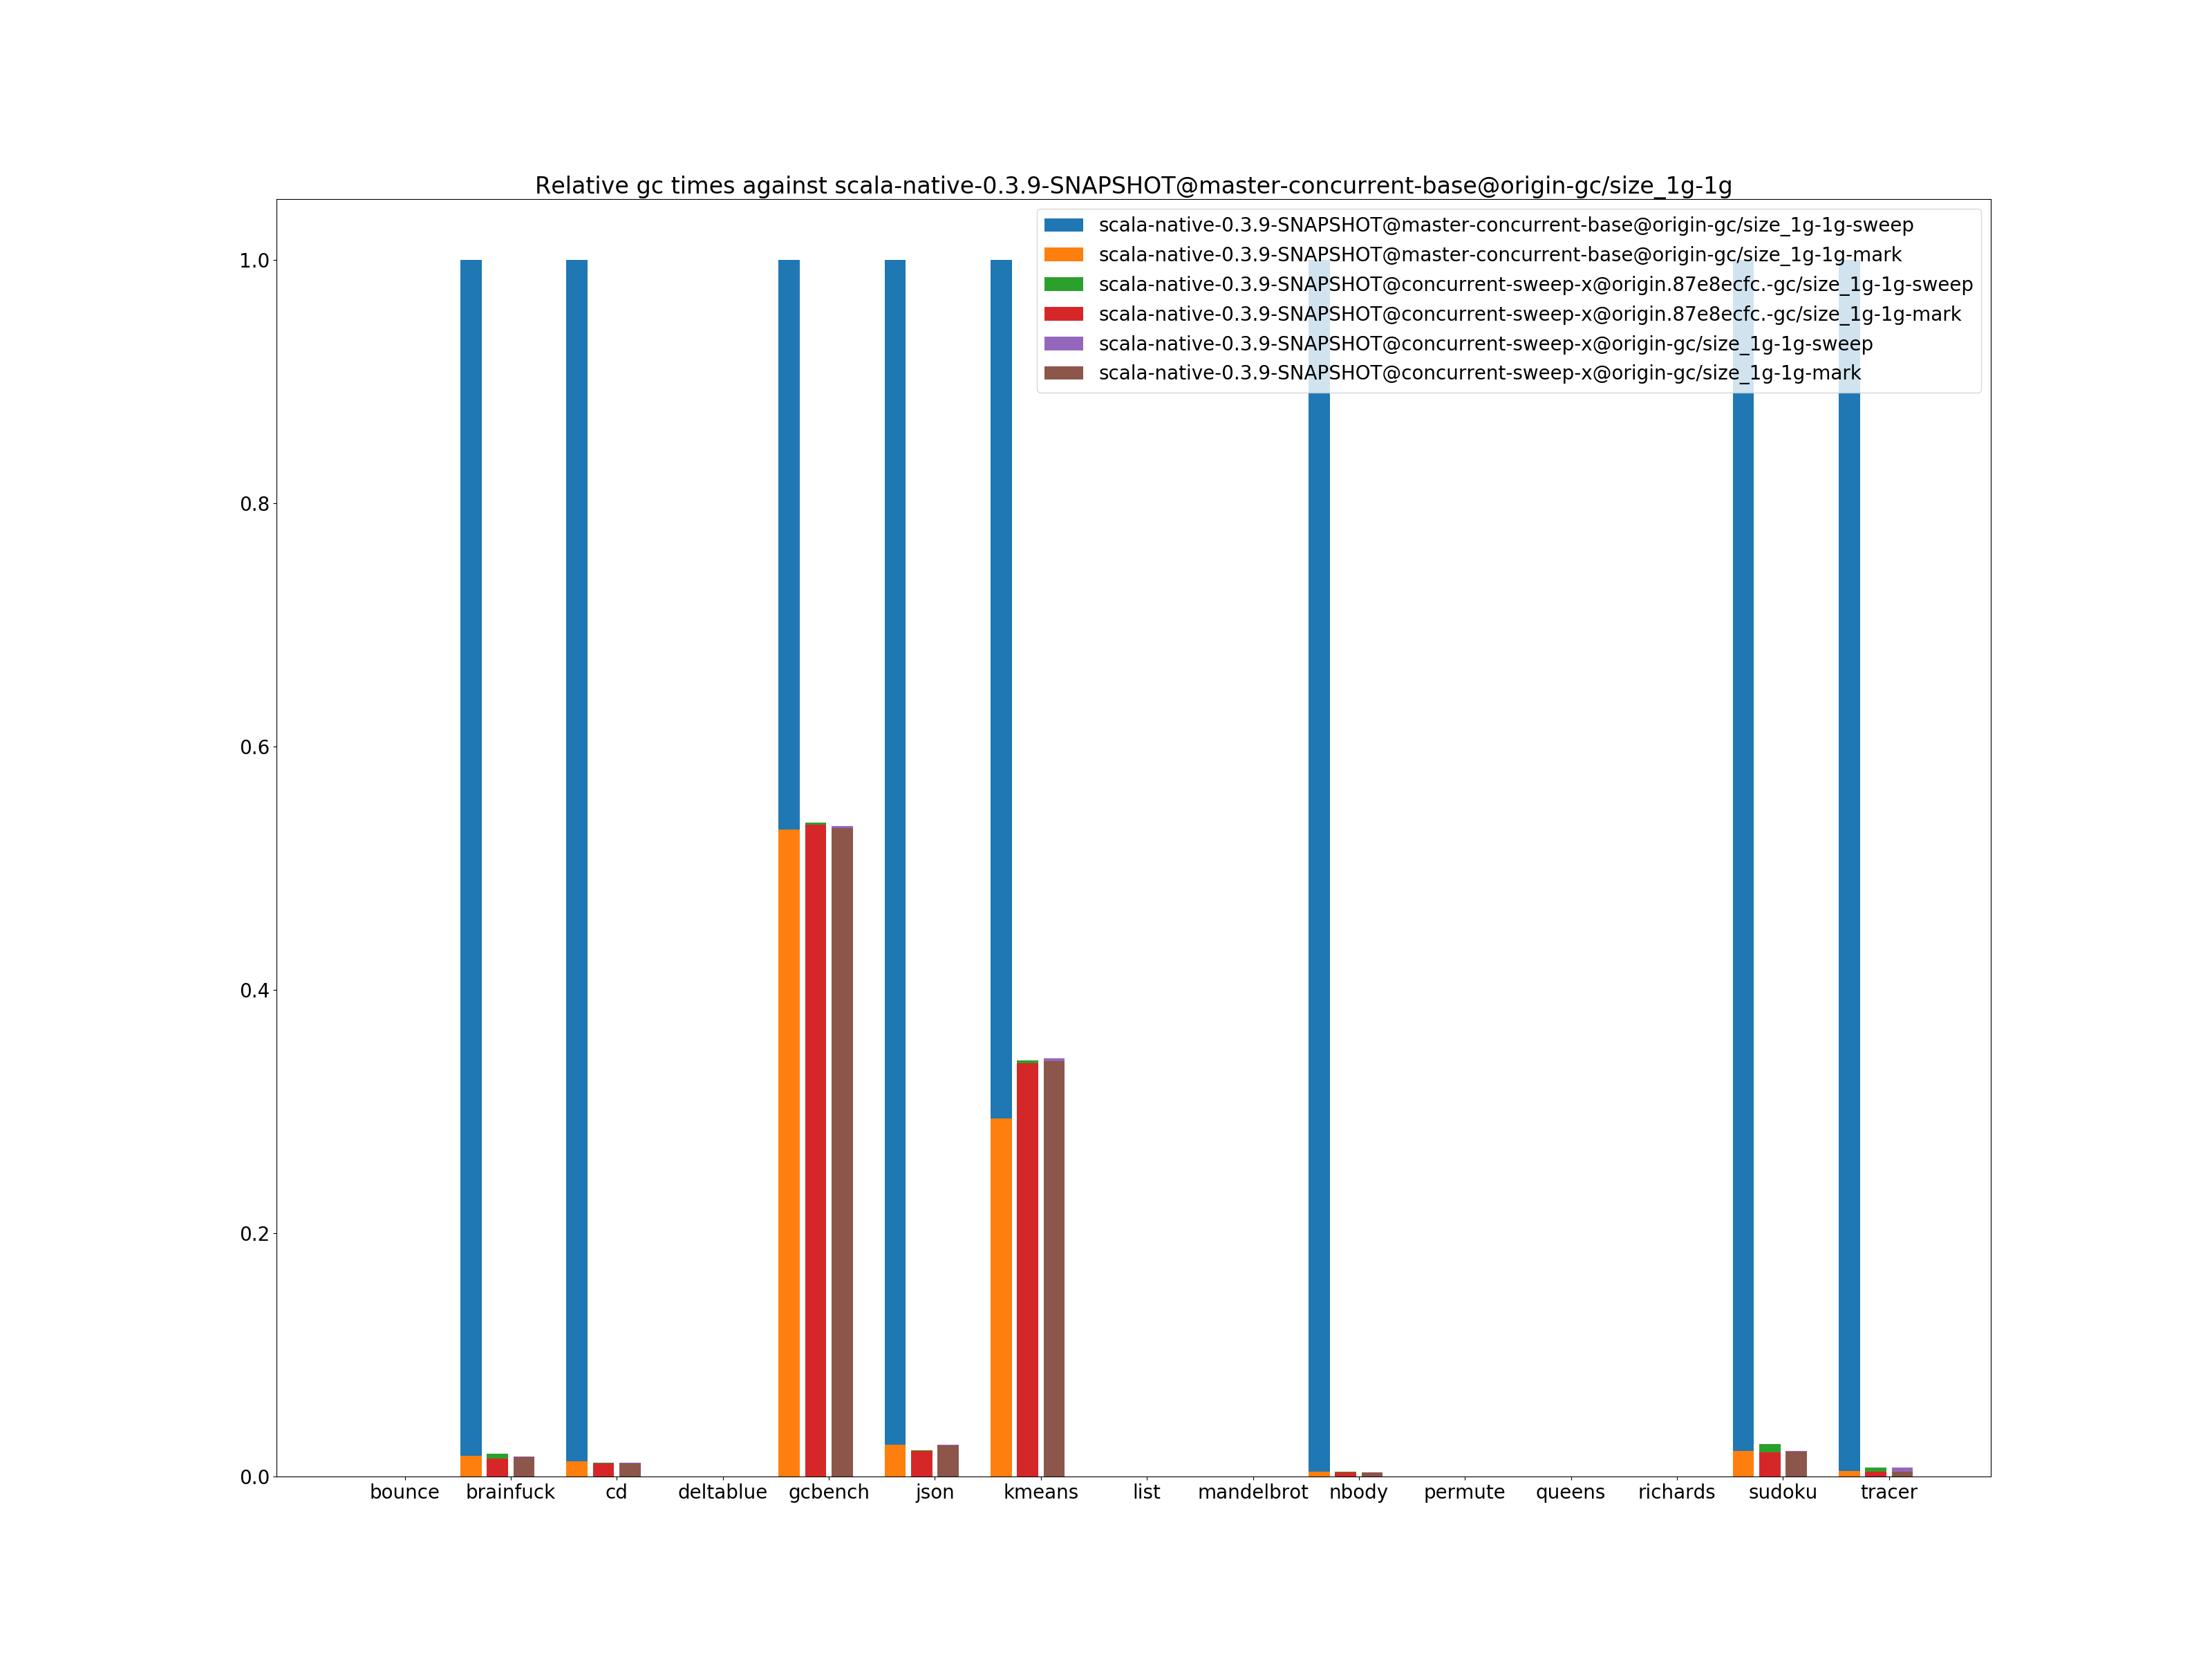 Relative gc times against scala-native-0.3.9-SNAPSHOT@master-concurrent-base@origin-gc/size_1g-1g
scala-native-0.3.9-SNAPSHOT@master-concurrent-base@origin-gc/size_1g-1g-sweep
scala-native-0.3.9-SNAPSHOT@master-concurrent-base@origin-gc/size_1g-1g-mark
scala-native-0.3.9-SNAPSHOT@concurrent-sweep-x@origin.87e8ecfc.-gc/size_1g-1g-sweep
scala-native-0.3.9-SNAPSHOT@concurrent-sweep-x@origin.87e8ecfc.-gc/size_1g-1g-mark
scala-native-0.3.9-SNAPSHOT@concurrent-sweep-x@origin-gc/size_1g-1g-sweep
scala-native-0.3.9-SNAPSHOT@concurrent-sweep-x@origin-gc/size_1g-1g-mark
1.0
0.8
0.6
0.4
0.2
0.0
bounce brainfuck cd deltablue gcbench json kmeans list mandelbrot nbody permute queens richards sudoku tracer